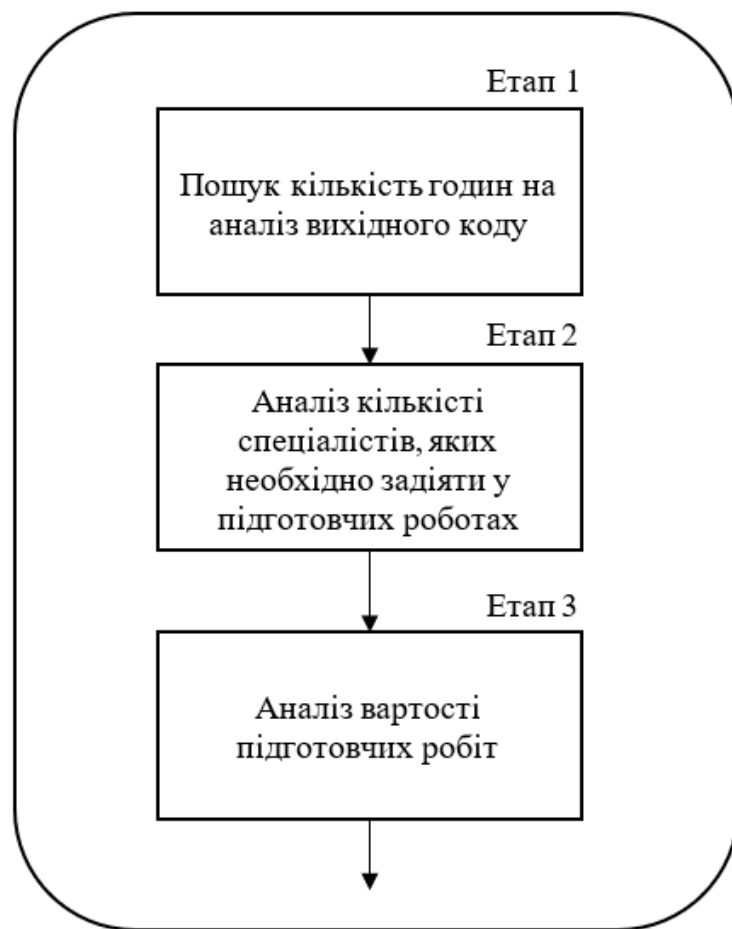 Етап 1
Пошук кількість годин на
аналіз вихідного коду
Етап 2
Аналіз кількісті
спеціалістів, яких
необхідно задіяти у
підготовчих роботах
Етап 3
Аналіз вартості
підготовчих робіт